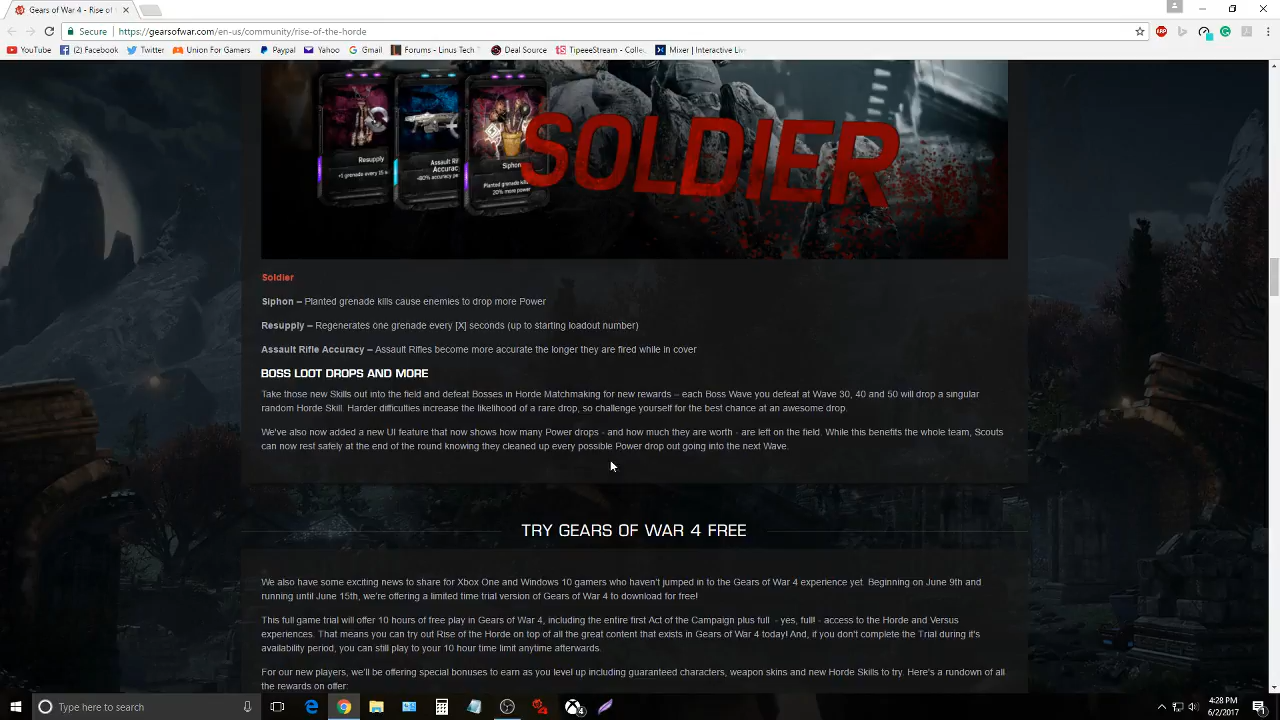 Gears of War 4 - Rise of t
Secure
https://gearsofwar.com/en-us/community/rise-of-the-horde
YouTube
(2) Facebook
Twitter
Union For Gamers
Paypal
Yahoo
Gmail
Forums - Linus Tech T
Deal Source
TipeeeStream - Collec
Mixer | Interactive Liv
Resupply
+1 grenade every 15 s
Assault Rif
Accurac
Siphon
Planted grenade kills
20% more power
SOLDIER
Soldier
Siphon – Planted grenade kills cause enemies to drop more Power
Resupply – Regenerates one grenade every [X] seconds (up to starting loadout number)
Assault Rifle Accuracy – Assault Rifles become more accurate the longer they are fired while in cover
BOSS LOOT DROPS AND MORE
Take those new Skills out into the field and defeat Bosses in Horde Matchmaking for new rewards – each Boss Wave you defeat at Wave 30, 40 and 50 will drop a singular
random Horde Skill. Harder difficulties increase the likelihood of a rare drop, so challenge yourself for the best chance at an awesome drop.
We've also now added a new UI feature that now shows how many Power drops - and how much they are worth - are left on the field. While this benefits the whole team, Scouts
can now rest safely at the end of the round knowing they cleaned up every possible Power drop out going into the next Wave.
TRY GEARS OF WAR 4 FREE
We also have some exciting news to share for Xbox One and Windows 10 gamers who haven't jumped in to the Gears of War 4 experience yet. Beginning on June 9th and
running until June 15th, we're offering a limited time trial version of Gears of War 4 to download for free!
This full game trial will offer 10 hours of free play in Gears of War 4, including the entire first Act of the Campaign plus full - yes, full! - access to the Horde and Versus
experiences. That means you can try out Rise of the Horde on top of all the great content that exists in Gears of War 4 today! And, if you don't complete the Trial during it's
availability period, you can still play to your 10 hour time limit anytime afterwards.
For our new players, we'll be offering special bonuses to earn as you level up including guaranteed characters, weapon skins and new Horde Skills to try. Here's a rundown of all
the rewards on offer:
Type here to search
4:28 PM
6/2/2017